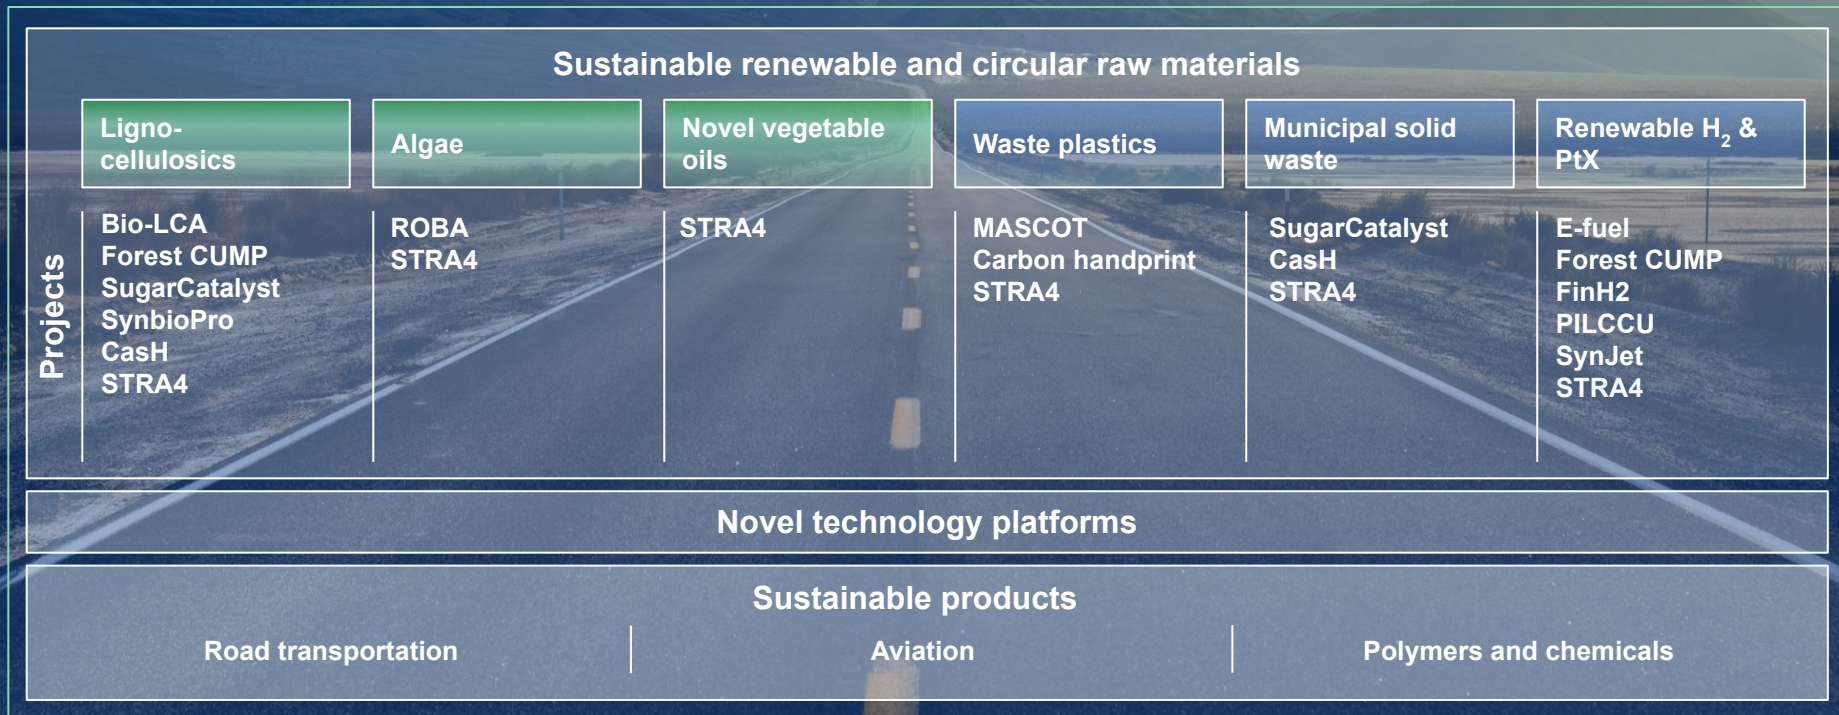 Sustainable renewable and circular raw materials
Ligno-
cellulosics
Algae
Novel vegetable
oils
Waste plastics
Municipal solid
waste
Renewable H₂ &
PtX
Projects
Bio-LCA
Forest CUMP
SugarCatalyst
SynbioPro
CasH
STRA4
ROBA
STRA4
STRA4
MASCOT
Carbon handprint
STRA4
SugarCatalyst
CasH
STRA4
E-fuel
Forest CUMP
FinH2
PILCCU
SynJet
STRA4
Novel technology platforms
Sustainable products
Road transportation
Aviation
Polymers and chemicals